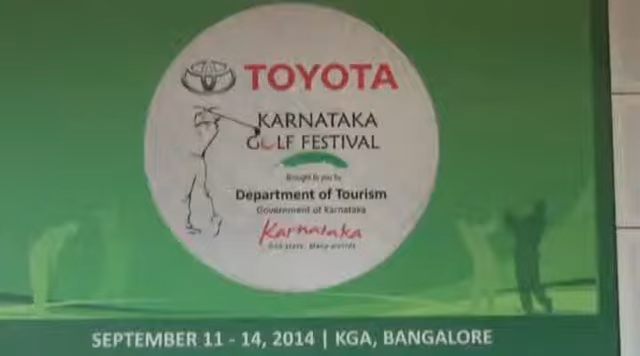 TOYOTA
KARNATAKA
GOLF FESTIVAL
Brought to you by
Department of Tourism
Government of Karnataka
Karnataka
One state. Many worlds
SEPTEMBER 11 - 14, 2014 | KGA, BANGALORE